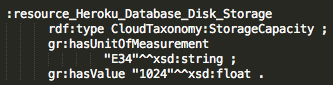 :resource_Heroku_Database_Disk_Storage
rdf:type CloudTaxonomy:StorageCapacity ;
gr:hasUnitOfMeasurement
"E34"^^xsd:string ;
gr:hasValue "1024"^^xsd:float .